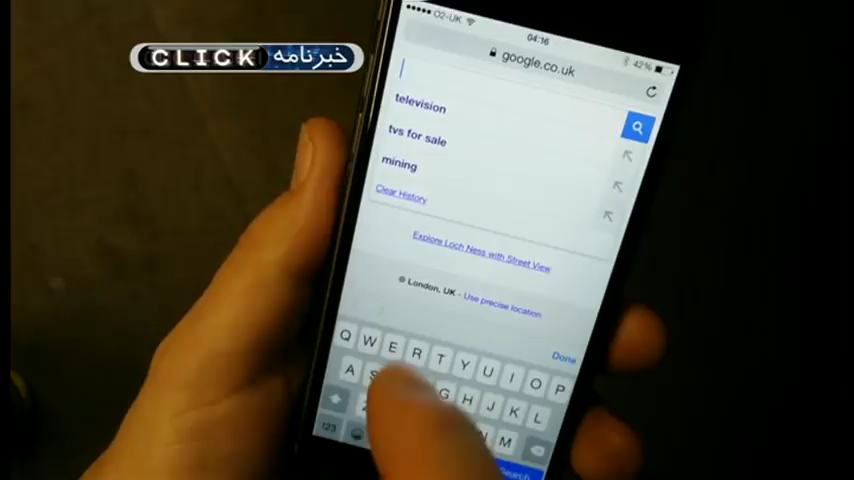 CLICK خبرنامه
O2-UK
04:16
42%
google.co.uk
television
tvs for sale
mining
Clear History
Explore Loch Ness with Street View
London, UK - Use precise location
Done
Q W E R T Y U I O P
A S G H J K L
N M
123
Search